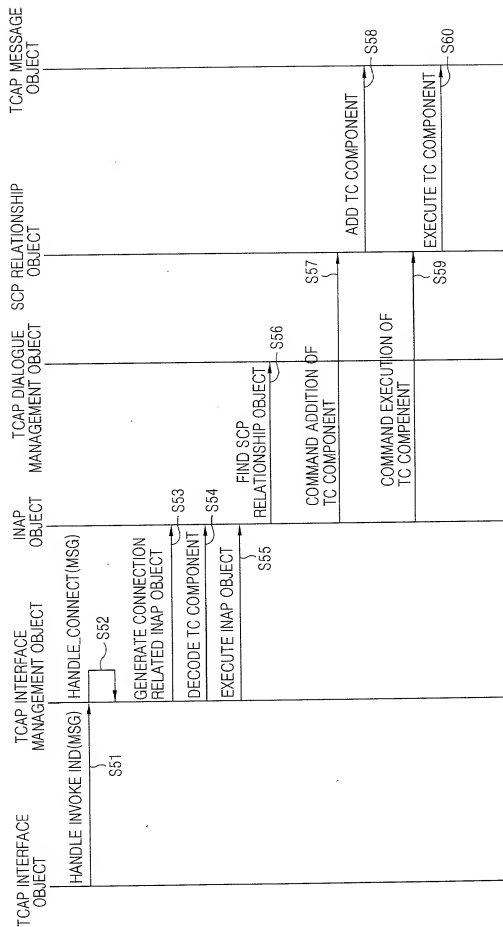 TCAP INTERFACE
OBJECT
TCAP INTERFACE
MANAGEMENT OBJECT
INAP
OBJECT
TCAP DIALOGUE
MANAGEMENT OBJECT
SCP RELATIONSHIP
OBJECT
TCAP MESSAGE
OBJECT
HANDLE INVOKE IND(MSG)
S51
HANDLE_CONNECT(MSG)
S52
GENERATE CONNECTION
RELATED INAP OBJECT
S53
DECODE TC COMPONENT
S54
EXECUTE INAP OBJECT
S55
FIND SCP
RELATIONSHIP OBJECT
S56
COMMAND ADDITION OF
TC COMPONENT
S57
ADD TC COMPONENT
S58
COMMAND EXECUTION OF
TC COMPENENT
S59
EXECUTE TC COMPONENT
S60